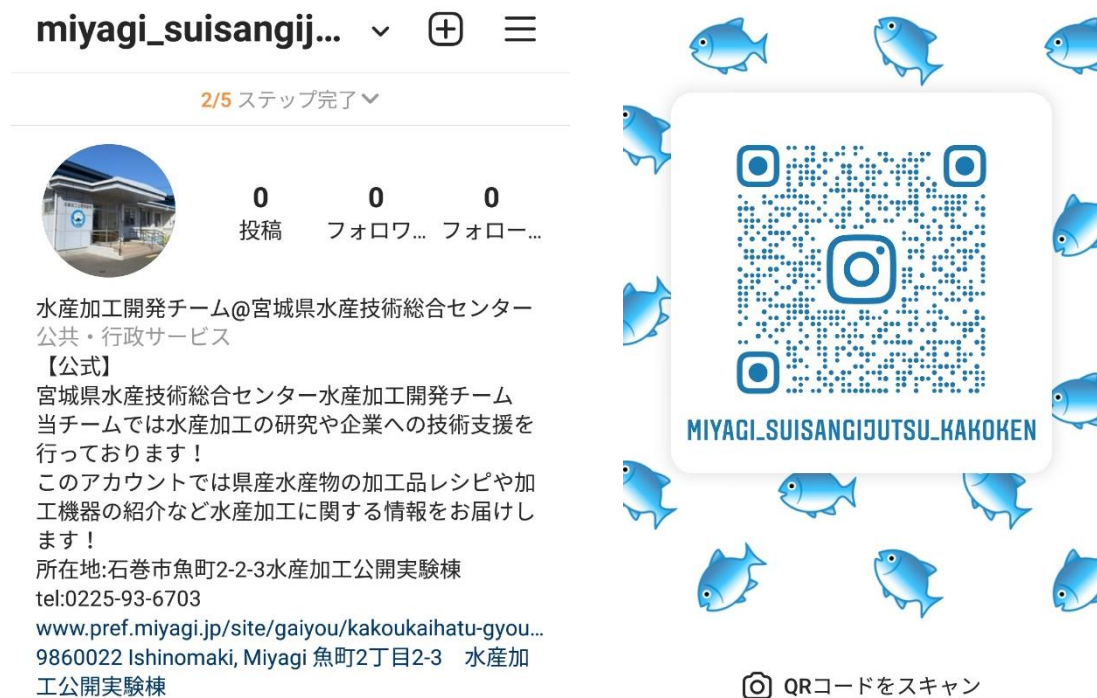 miyagi_suisangij...
2/5 ステップ完了
0 0 0
投稿 フォロワ... フォロー...
水産加工開発チーム@宮城県水産技術総合センター
公共・行政サービス
【公式】
宮城県水産技術総合センター水産加工開発チーム
当チームでは水産加工の研究や企業への技術支援を
行っております！
このアカウントでは県産水産物の加工品レシピや加
工機器の紹介など水産加工に関する情報をお届けし
ます！
所在地:石巻市魚町2-2-3水産加工公開実験棟
tel:0225-93-6703
www.pref.miyagi.jp/site/gaiyou/kakoukaihatu-gyou...
9860022 Ishinomaki, Miyagi 魚町2丁目2-3　水産加
工公開実験棟
MIYAGI_SUISANGIJUTSU_KAKOKEN
QRコードをスキャン